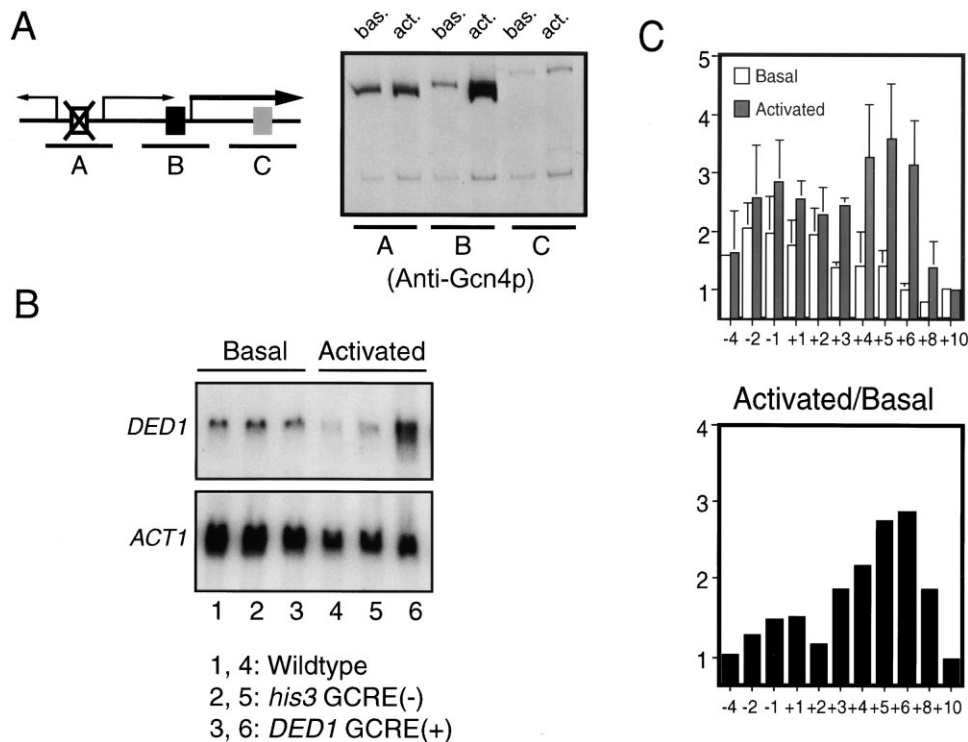 A
bas. act. bas. act. bas. act.
A B C
A B C
(Anti-Gcn4p)
B
Basal Activated
DED1
ACT1
1 2 3 4 5 6
1, 4: Wildtype
2, 5: his3 GCRE(-)
3, 6: DED1 GCRE(+)
C
5
4
3
2
1
Basal
Activated
-4 -2 -1 +1 +2 +3 +4 +5 +6 +8 +10
Activated/Basal
4
3
2
1
-4 -2 -1 +1 +2 +3 +4 +5 +6 +8 +10